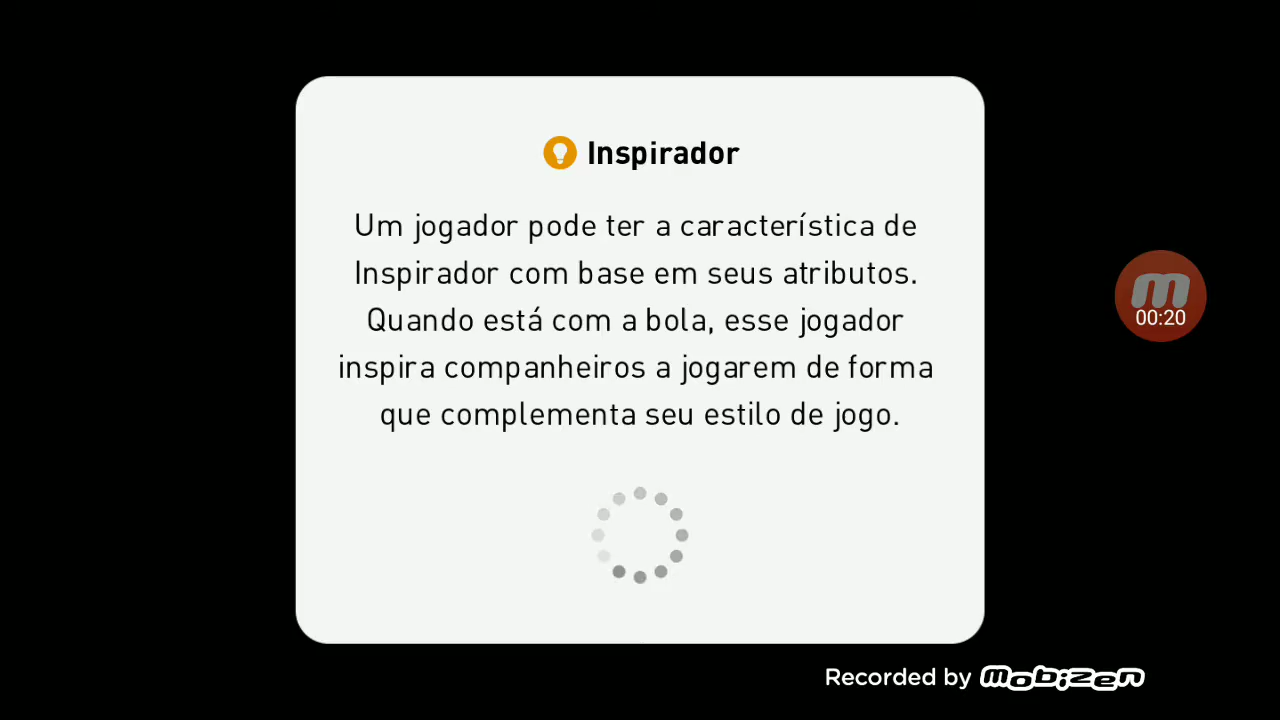 Inspirador
Um jogador pode ter a característica de
Inspirador com base em seus atributos.
Quando está com a bola, esse jogador
inspira companheiros a jogarem de forma
que complementa seu estilo de jogo.
m
00:20
Recorded by mobizen